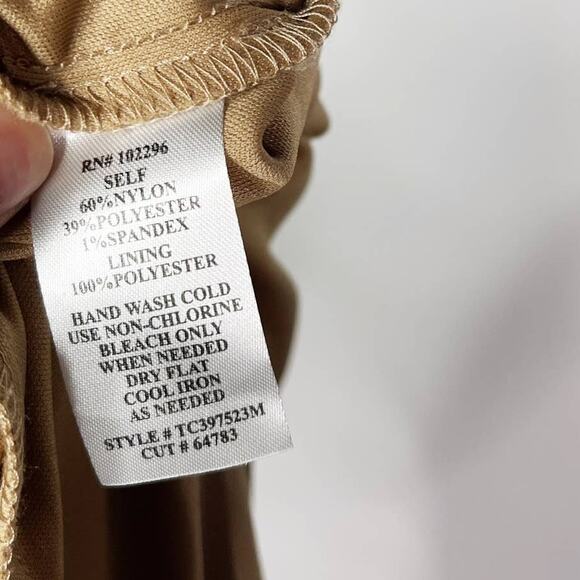 RN# 102296
SELF
60%NYLON
39%POLYESTER
1%SPANDEX
LINING
100%POLYESTER
HAND WASH COLD
USE NON-CHLORINE
BLEACH ONLY
WHEN NEEDED
DRY FLAT
COOL IRON
AS NEEDED
STYLE # TC397523M
CUT # 64783